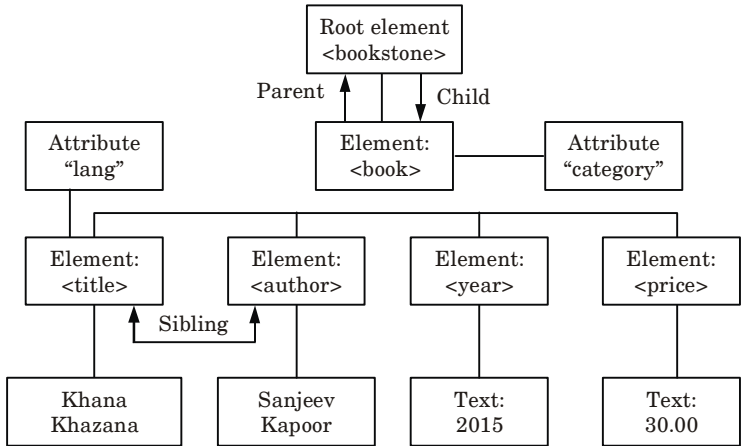 Root element
<bookstone>
Parent
Child
Attribute
“lang”
Element:
<book>
Attribute
“category”
Element:
<title>
Element:
<author>
Element:
<year>
Element:
<price>
Sibling
Khana
Khazana
Sanjeev
Kapoor
Text:
2015
Text:
30.00